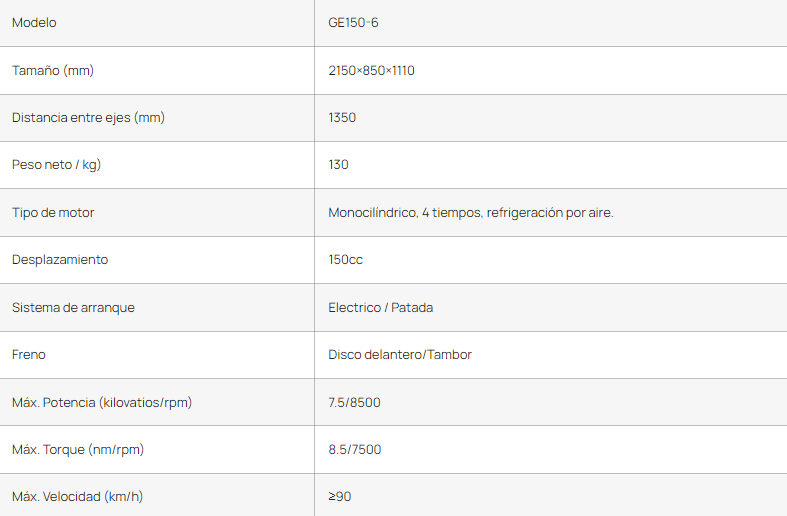 Modelo GE150-6
Tamaño (mm) 2150×850×1110
Distancia entre ejes (mm) 1350
Peso neto / kg) 130
Tipo de motor Monocilíndrico, 4 tiempos, refrigeración por aire.
Desplazamiento 150cc
Sistema de arranque Electrico / Patada
Freno Disco delantero/Tambor
Máx. Potencia (kilovatios/rpm) 7.5/8500
Máx. Torque (nm/rpm) 8.5/7500
Máx. Velocidad (km/h) ≥90